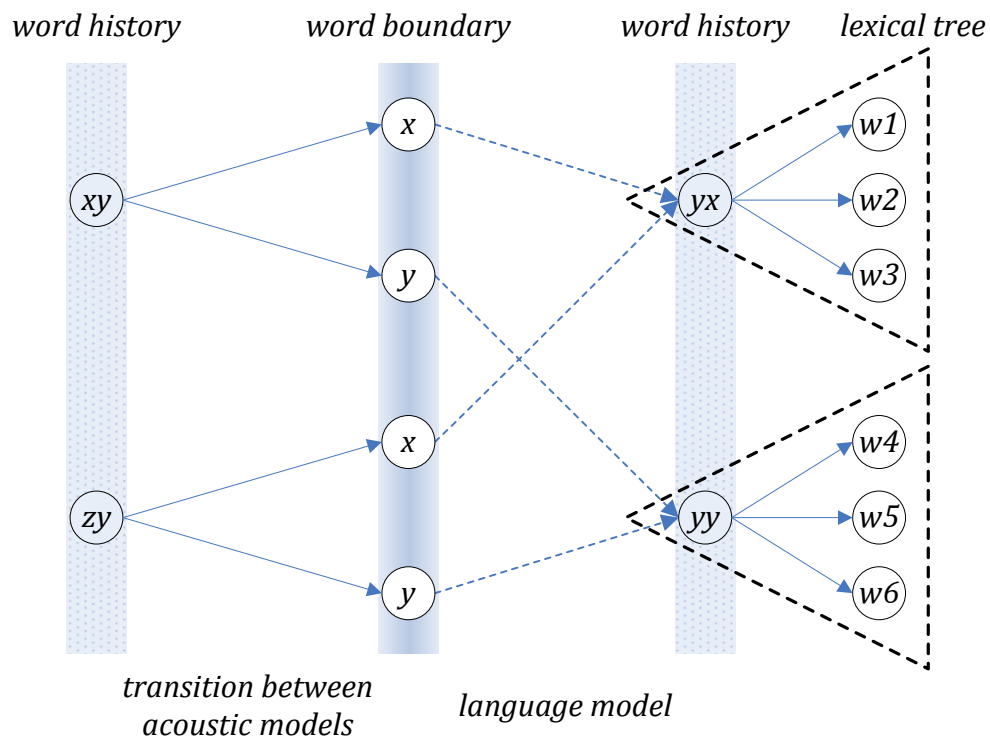 word history
word boundary
word history
lexical tree
x
w1
xy
yx
w2
y
w3
x
w4
zy
yy
w5
y
w6
transition between
acoustic models
language model